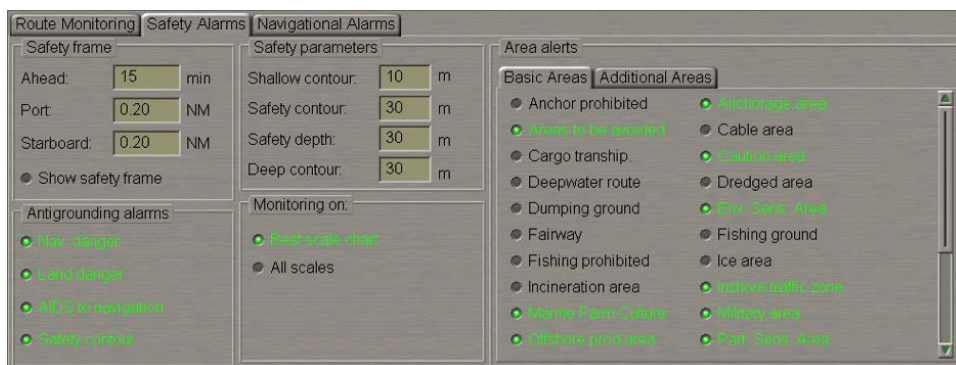 Route Monitoring Safety Alarms Navigational Alarms
Safety frame
Ahead: 15 min
Port: 0.20 NM
Starboard: 0.20 NM
Show safety frame
Antigrounding alarms
Nav. danger
Land danger
AIDS to navigation
Safety contour
Safety parameters
Shallow contour: 10 m
Safety contour: 30 m
Safety depth: 30 m
Deep contour: 30 m
Monitoring on:
Best scale chart
All scales
Area alerts
Basic Areas Additional Areas
Anchor prohibited Anchorage area
Areas to be avoided Cable area
Cargo tranship. Caution area
Deepwater route Dredged area
Dumping ground Env. Sens. Area
Fairway Fishing ground
Fishing prohibited Ice area
Incineration area Inshore traffic zone
Marine Farm Culture Military area
Offshore prod area Part. Sens. Area